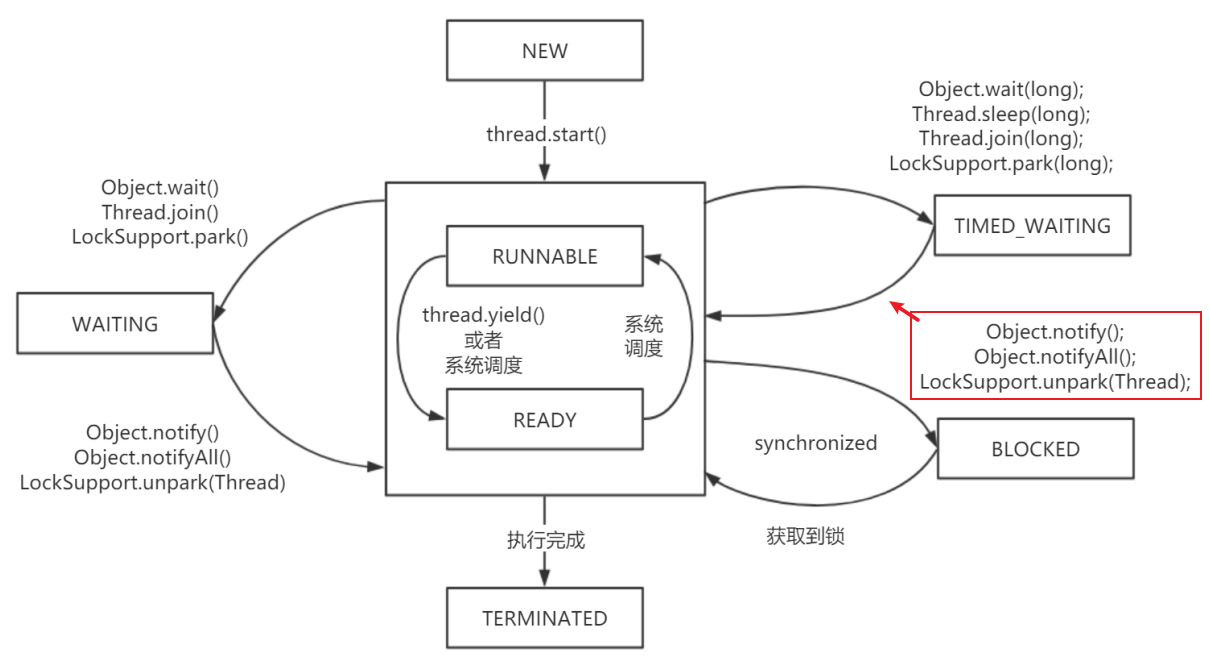 NEW
thread.start()
Object.wait(long);
Thread.sleep(long);
Thread.join(long);
LockSupport.park(long);
Object.wait()
Thread.join()
LockSupport.park()
TIMED_WAITING
RUNNABLE
WAITING
thread.yield()
或者
系统调度
系统
调度
Object.notify();
Object.notifyAll();
LockSupport.unpark(Thread);
READY
Object.notify()
Object.notifyAll()
LockSupport.unpark(Thread)
synchronized
BLOCKED
获取到锁
执行完成
TERMINATED